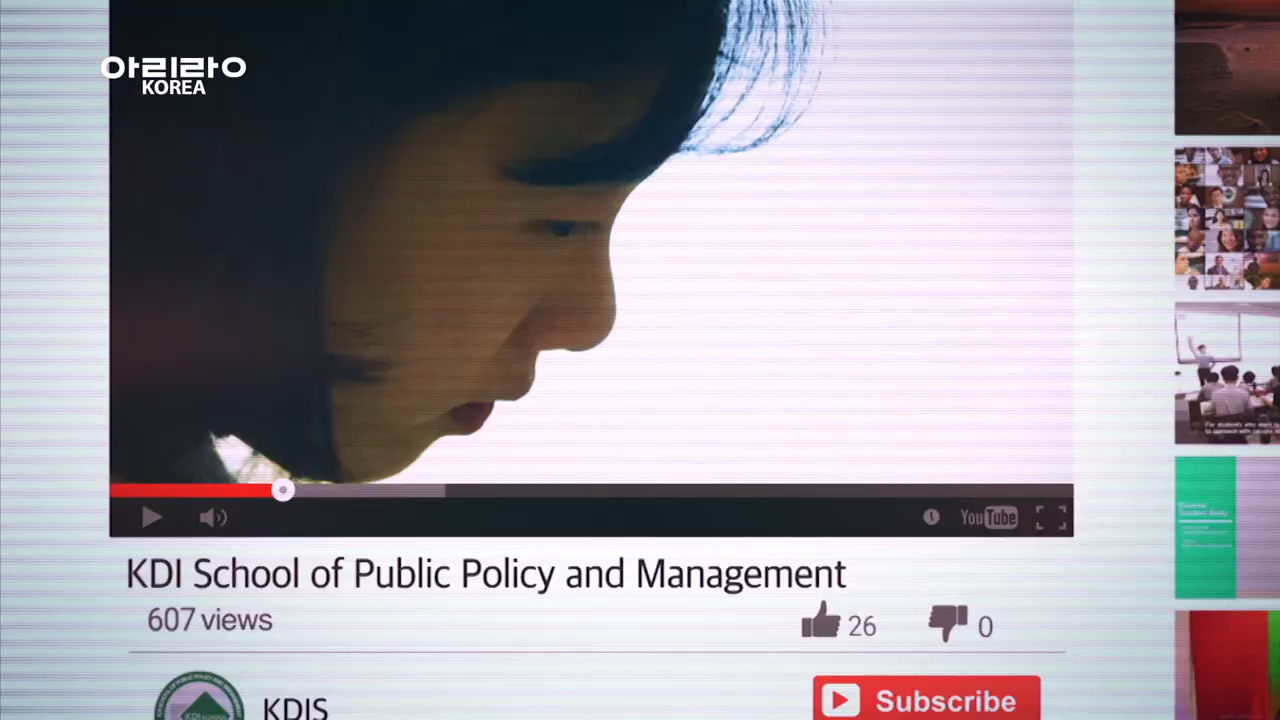 아리랑
KOREA
YouTube
KDI School of Public Policy and Management
607 views
26
0
KDIS
Subscribe